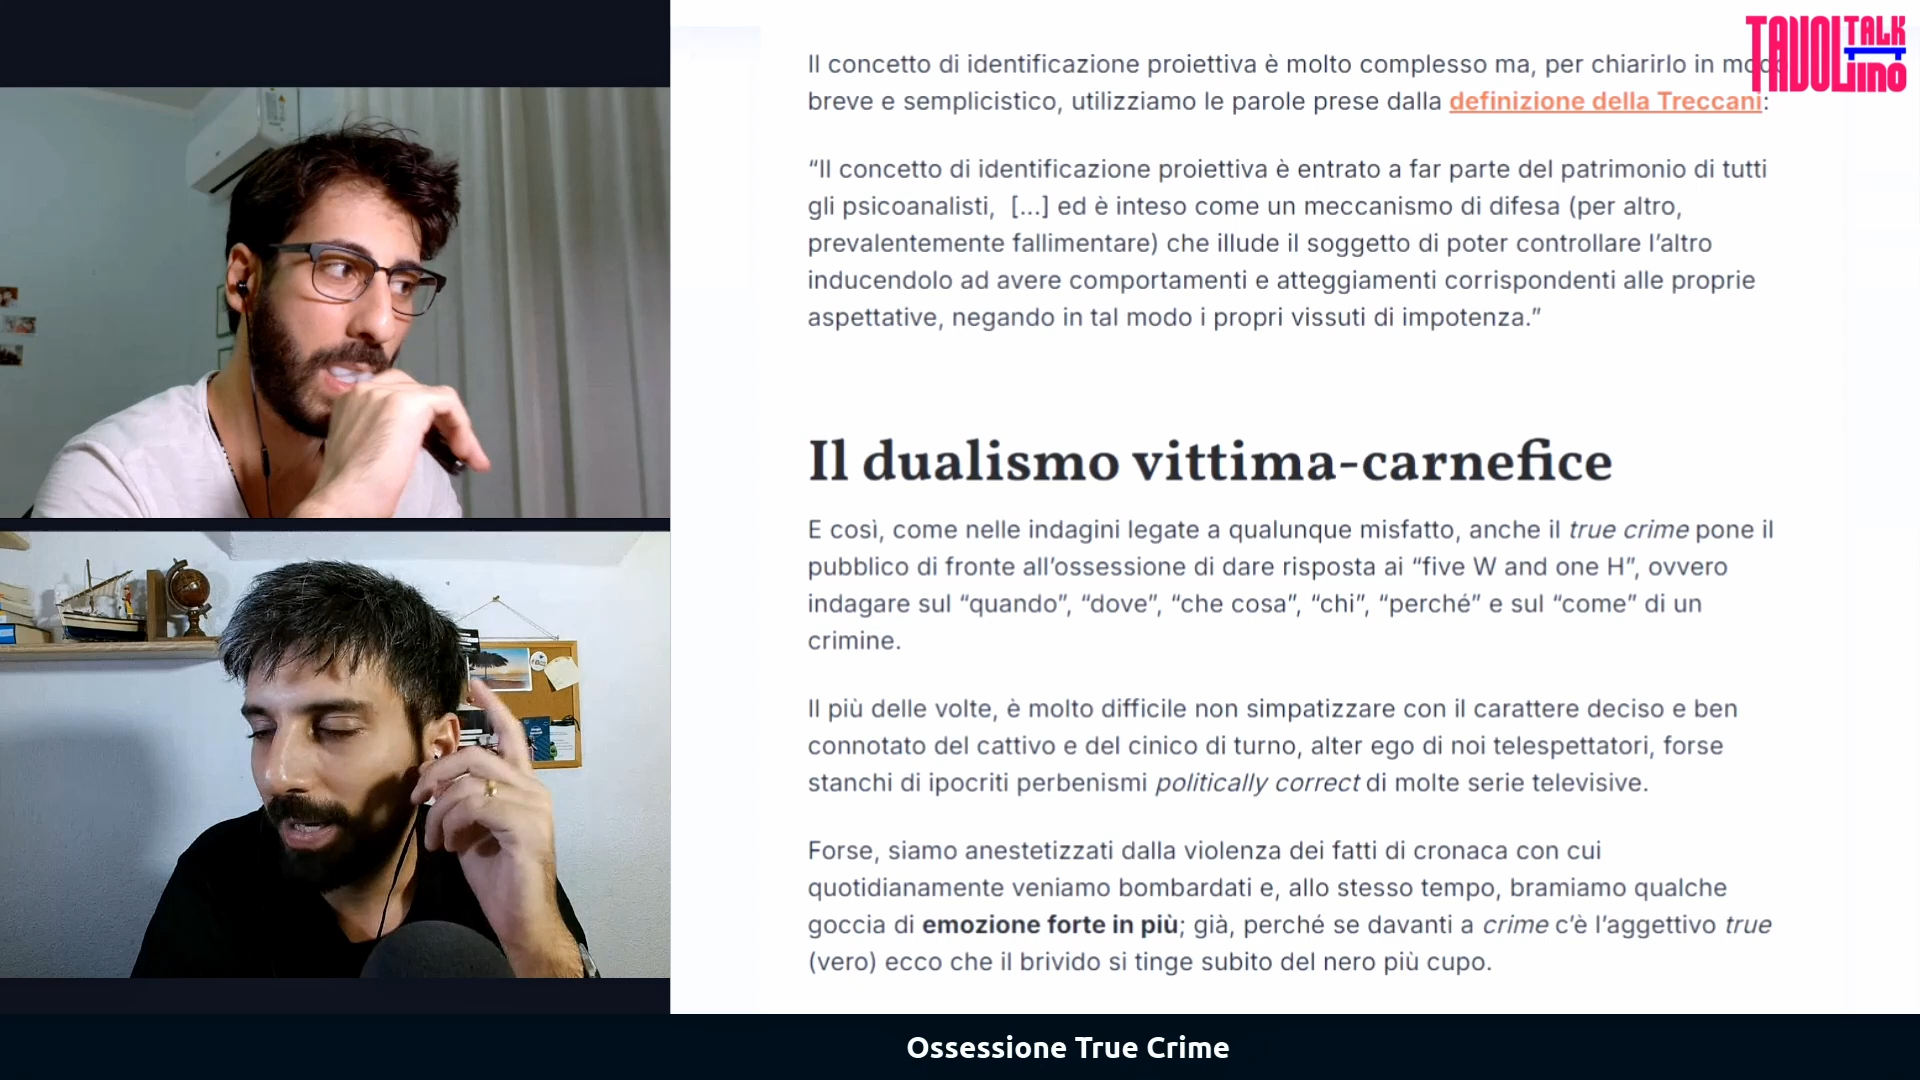 TAVOLINO TALK
Il concetto di identificazione proiettiva è molto complesso ma, per chiarirlo in modo
breve e semplicistico, utilizziamo le parole prese dalla definizione della Treccani:
“Il concetto di identificazione proiettiva è entrato a far parte del patrimonio di tutti
gli psicoanalisti, [...] ed è inteso come un meccanismo di difesa (per altro,
prevalentemente fallimentare) che illude il soggetto di poter controllare l’altro
inducendolo ad avere comportamenti e atteggiamenti corrispondenti alle proprie
aspettative, negando in tal modo i propri vissuti di impotenza.”
Il dualismo vittima-carnefice
E così, come nelle indagini legate a qualunque misfatto, anche il true crime pone il
pubblico di fronte all’ossessione di dare risposta ai “five W and one H”, ovvero
indagare sul “quando”, “dove”, “che cosa”, “chi”, “perché” e sul “come” di un
crimine.
Il più delle volte, è molto difficile non simpatizzare con il carattere deciso e ben
connotato del cattivo e del cinico di turno, alter ego di noi telespettatori, forse
stanchi di ipocriti perbenismi politically correct di molte serie televisive.
Forse, siamo anestetizzati dalla violenza dei fatti di cronaca con cui
quotidianamente veniamo bombardati e, allo stesso tempo, bramiamo qualche
goccia di emozione forte in più; già, perché se davanti a crime c’è l’aggettivo true
(vero) ecco che il brivido si tinge subito del nero più cupo.
Ossessione True Crime